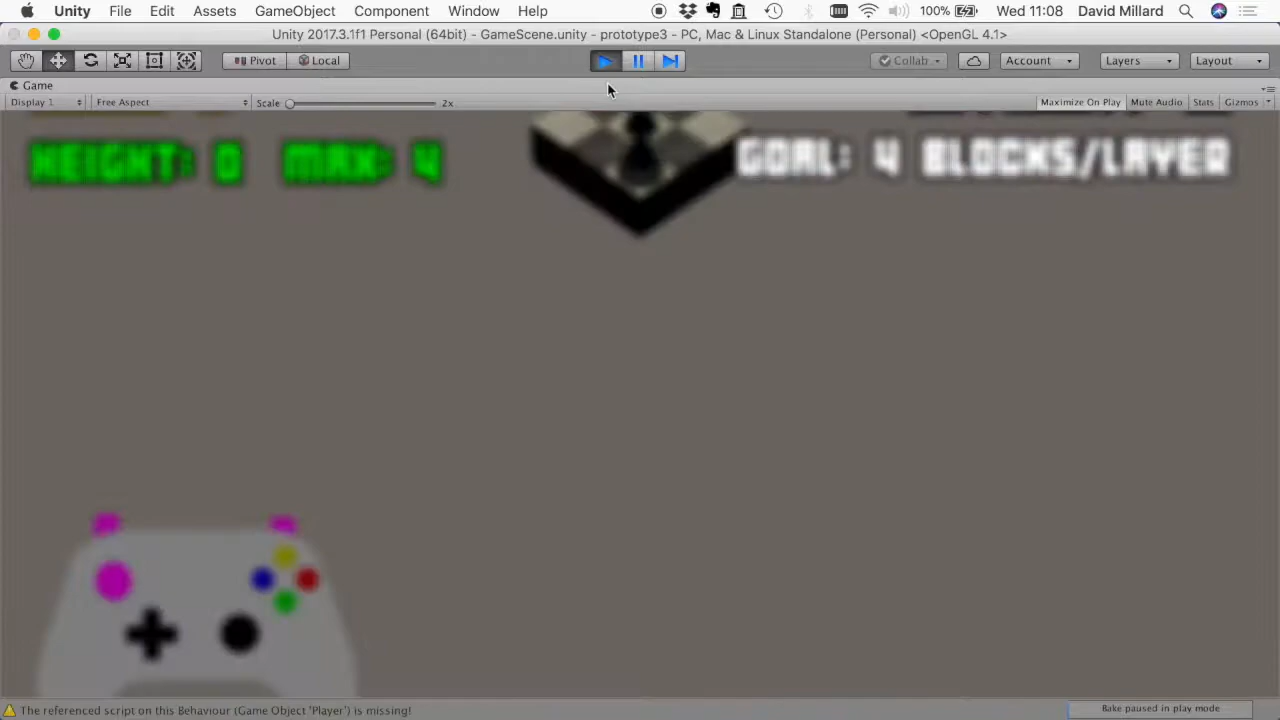 Unity File Edit Assets GameObject Component Window Help 100% Wed 11:08 David Millard
Unity 2017.3.1f1 Personal (64bit) - GameScene.unity - prototype3 - PC, Mac & Linux Standalone (Personal) <OpenGL 4.1>
Pivot Local Collab Account Layers Layout
Game
Display 1 Free Aspect Scale 2x Maximize On Play Mute Audio Stats Gizmos
HEIGHT: 0 MAX: 4 GOAL: 4 BLOCKS/LAYER
The referenced script on this Behaviour (Game Object 'Player') is missing! Bake paused in play mode